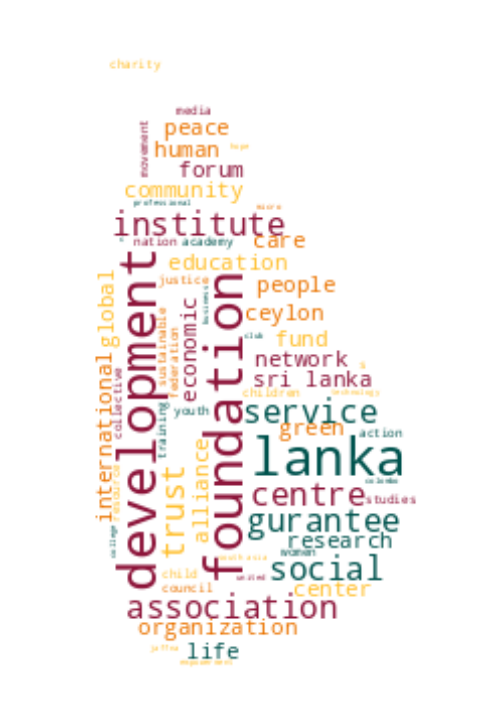 charity
media
movement
peace
human
hope
forum
community
professional
micro
institute
nation
academy
care
education
global
justice
people
development
foundation
business
economic
sustainable
ceylon
federation
club
fund
international
collective
network
sri lanka
children
technology
training
youth
service
green
action
alliance
lanka
trust
resource
colombo
centre
studies
gurantee
college
research
women
south asia
social
child
united
council
center
association
organization
jaffna
life
empowerment